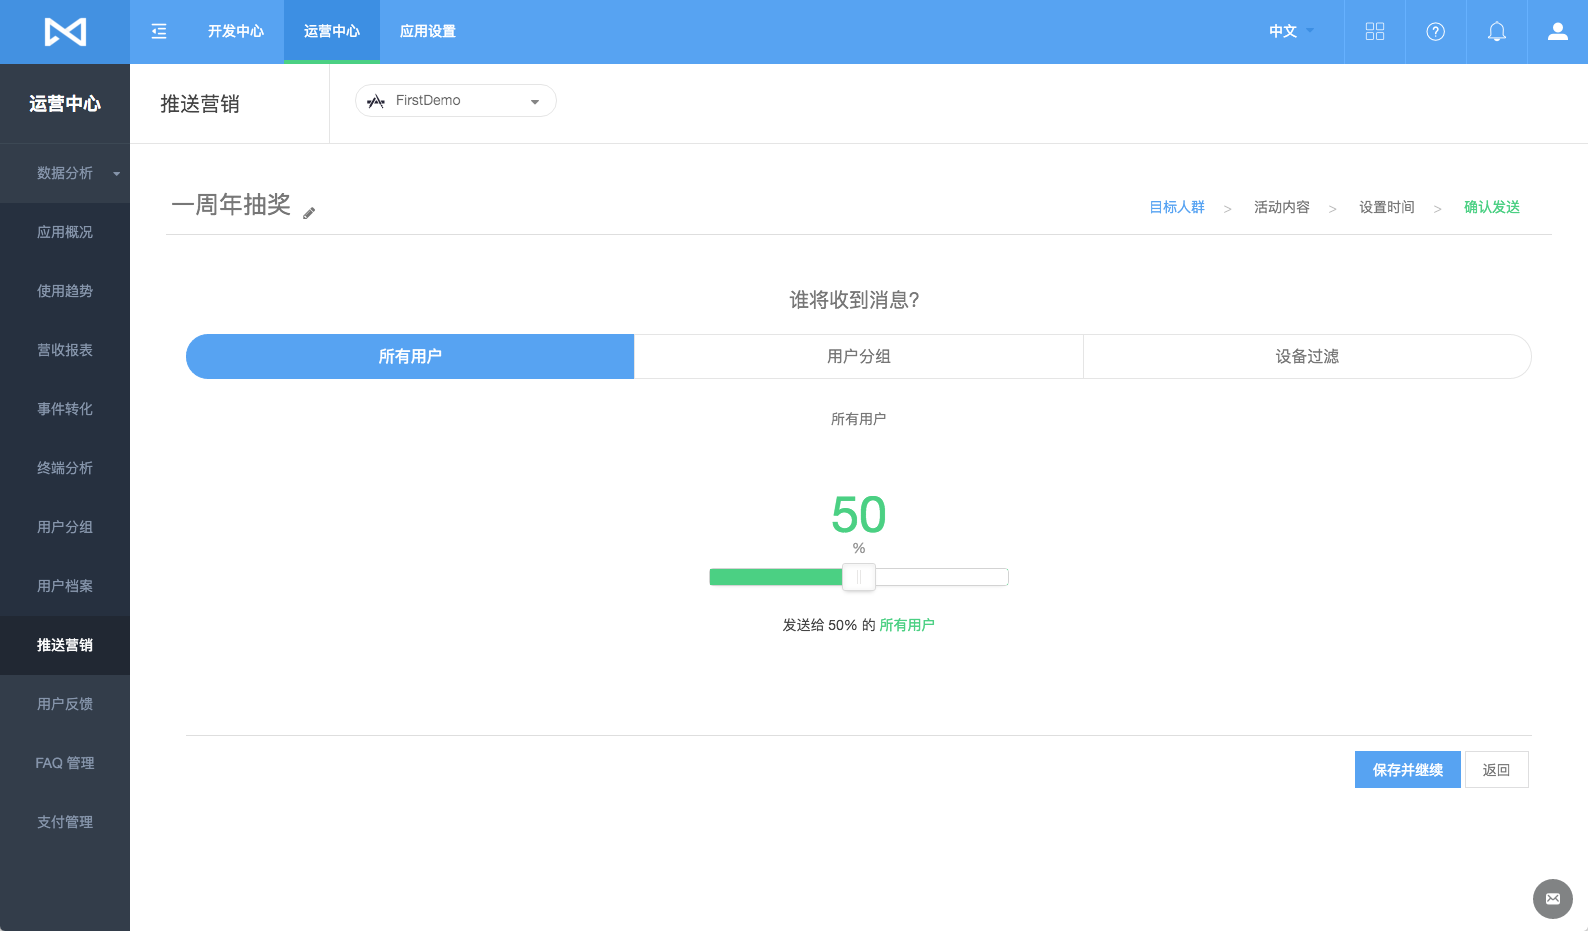 开发中心 运营中心 应用设置 中文
运营中心
推送营销
FirstDemo
数据分析
应用概况
使用趋势
营收报表
事件转化
终端分析
用户分组
用户档案
推送营销
用户反馈
FAQ 管理
支付管理
一周年抽奖
目标人群 > 活动内容 > 设置时间 > 确认发送
谁将收到消息?
所有用户 用户分组 设备过滤
所有用户
50
%
发送给 50% 的 所有用户
保存并继续 返回